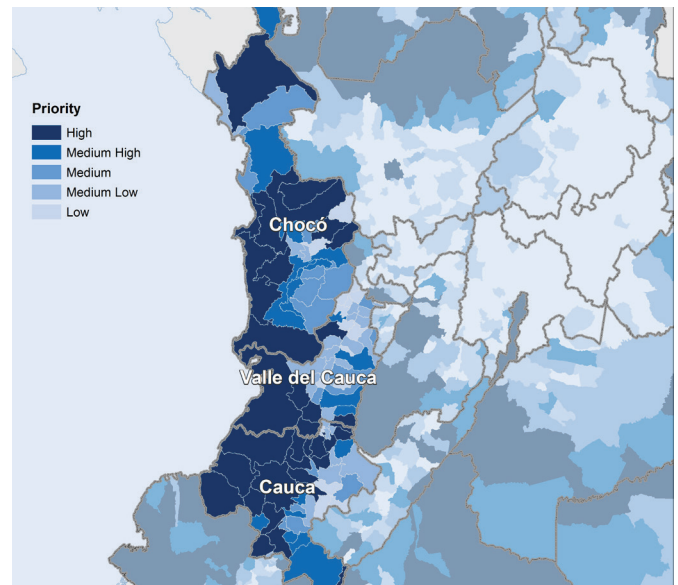 Priority
High
Medium High
Medium
Medium Low
Low
Chocó
Valle del Cauca
Cauca